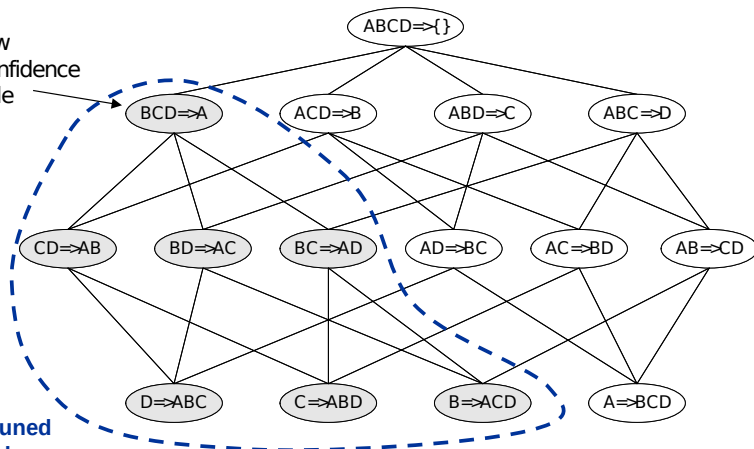 ABCD=>{}
w
nfidence
le
BCD=>A ACD=>B ABD=>C ABC=>D
CD=>AB BD=>AC BC=>AD AD=>BC AC=>BD AB=>CD
D=>ABC C=>ABD B=>ACD A=>BCD
uned